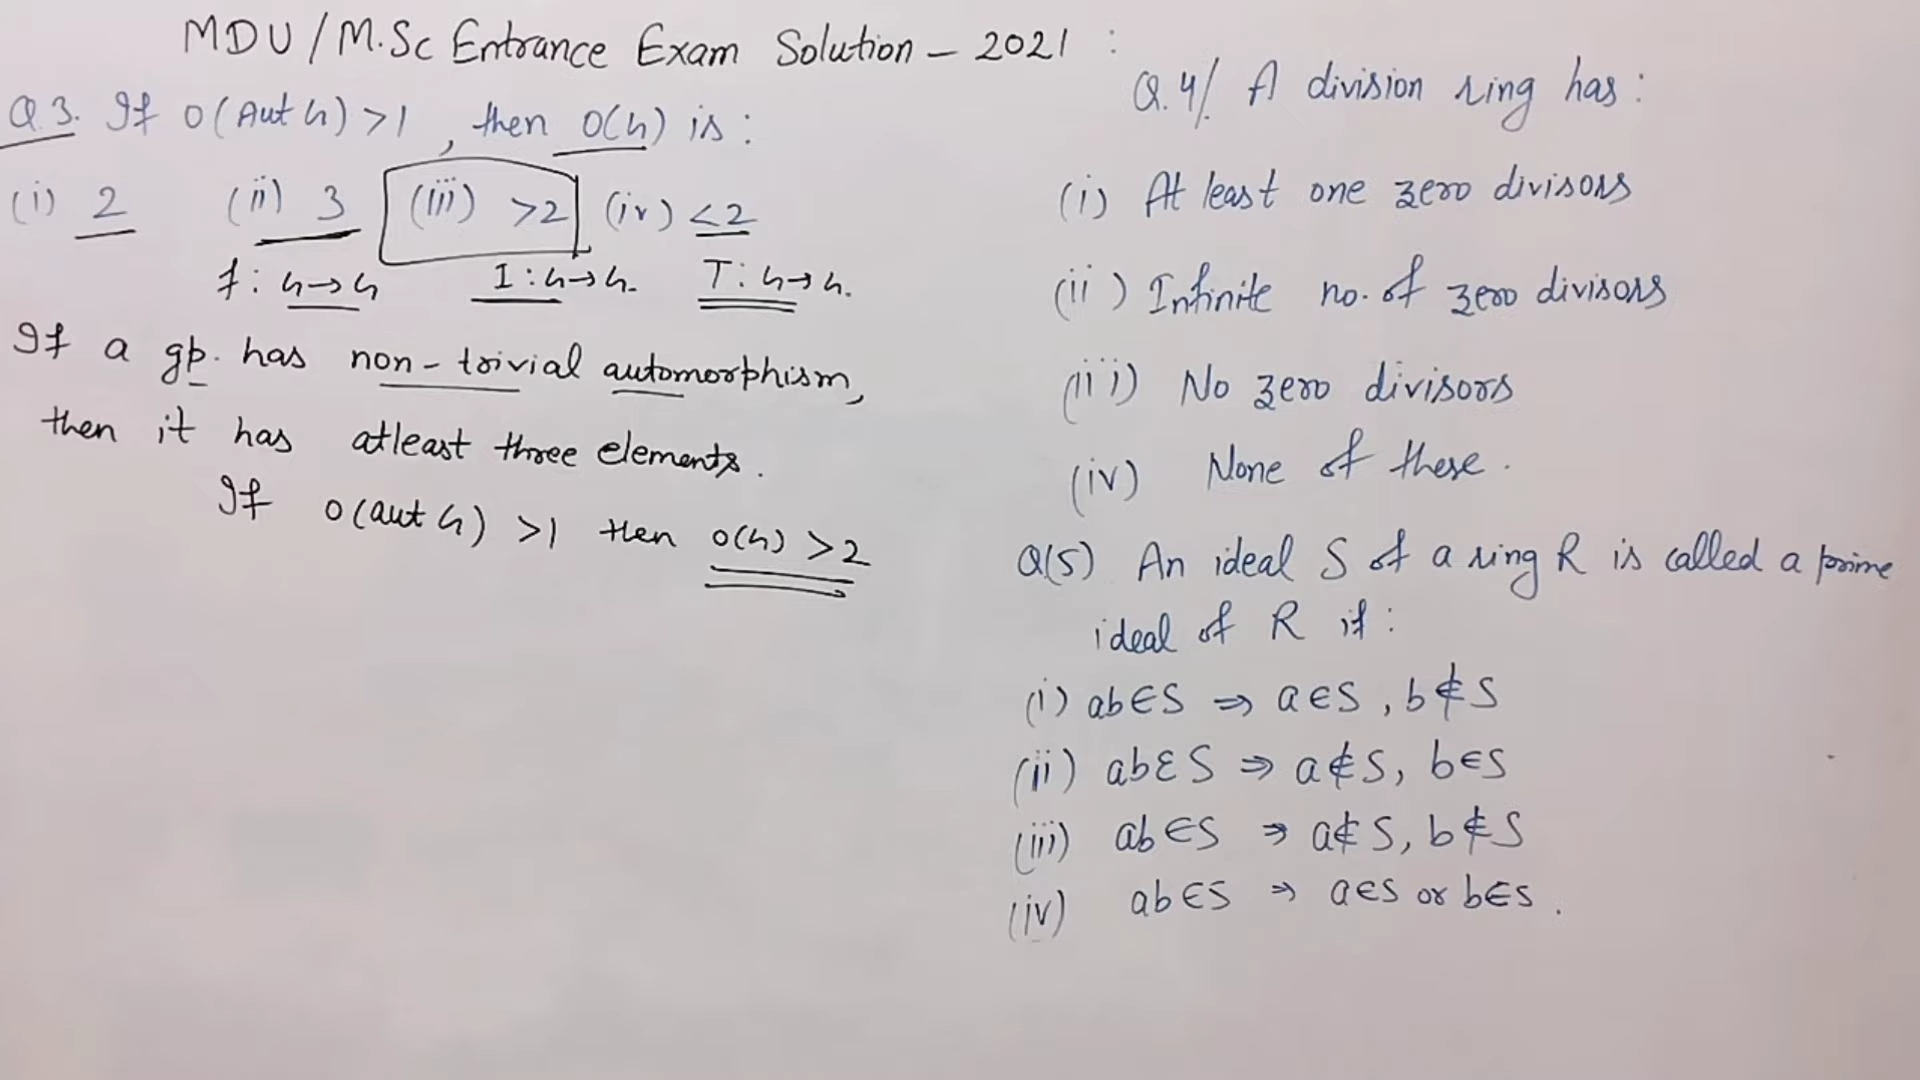 MDU/M.Sc Entrance Exam Solution - 2021 :
Q3. If O(Aut G) >1, then O(G) is :
(i) 2 (ii) 3 (iii) >2 (iv) <2
f: G→G I: G→G. T: G→G.
If a gp. has non-trivial automorphism,
then it has atleast three elements.
If O(aut G) >1 then O(G) >2
Q.4/. A division ring has :
(i) At least one zero divisors
(ii) Infinite no. of zero divisors
(iii) No zero divisors
(iv) None of these.
Q(5) An ideal S of a ring R is called a prime
ideal of R if :
(i) ab∈S ⇒ a∈S, b∉S
(ii) ab∈S ⇒ a∉S, b∈S
(iii) ab∈S ⇒ a∉S, b∉S
(iv) ab∈S ⇒ a∈S or b∈S.